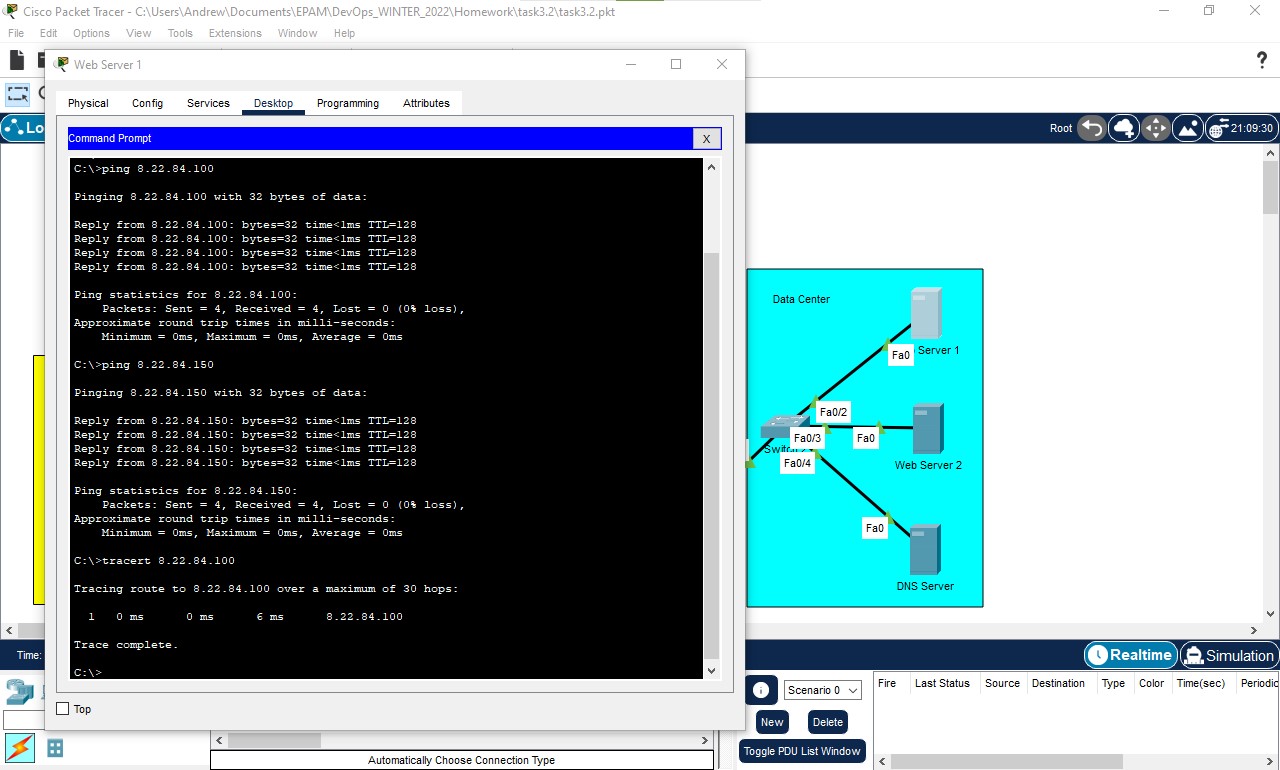 Cisco Packet Tracer - C:\Users\Andrew\Documents\EPAM\DevOps_WINTER_2022\Homework\task3.2\task3.2.pkt
File Edit Options View Tools Extensions Window Help
?
Web Server 1
Physical Config Services Desktop Programming Attributes
Lo
Root 21:09:30
Command Prompt X
C:\>ping 8.22.84.100
Pinging 8.22.84.100 with 32 bytes of data:
Reply from 8.22.84.100: bytes=32 time<1ms TTL=128
Reply from 8.22.84.100: bytes=32 time<1ms TTL=128
Reply from 8.22.84.100: bytes=32 time<1ms TTL=128
Reply from 8.22.84.100: bytes=32 time<1ms TTL=128
Ping statistics for 8.22.84.100:
Packets: Sent = 4, Received = 4, Lost = 0 (0% loss),
Approximate round trip times in milli-seconds:
Minimum = 0ms, Maximum = 0ms, Average = 0ms
C:\>ping 8.22.84.150
Pinging 8.22.84.150 with 32 bytes of data:
Reply from 8.22.84.150: bytes=32 time<1ms TTL=128
Reply from 8.22.84.150: bytes=32 time<1ms TTL=128
Reply from 8.22.84.150: bytes=32 time<1ms TTL=128
Reply from 8.22.84.150: bytes=32 time<1ms TTL=128
Ping statistics for 8.22.84.150:
Packets: Sent = 4, Received = 4, Lost = 0 (0% loss),
Approximate round trip times in milli-seconds:
Minimum = 0ms, Maximum = 0ms, Average = 0ms
C:\>tracert 8.22.84.100
Tracing route to 8.22.84.100 over a maximum of 30 hops:
1 0 ms 0 ms 6 ms 8.22.84.100
Trace complete.
C:\>
Top
Data Center
Server 1
Fa0
Fa0/2
Fa0/3
Fa0
Fa0/4
Web Server 2
Fa0
DNS Server
Time:
Realtime Simulation
Scenario 0
New Delete
Toggle PDU List Window
Fire Last Status Source Destination Type Color Time(sec) Periodic
Automatically Choose Connection Type